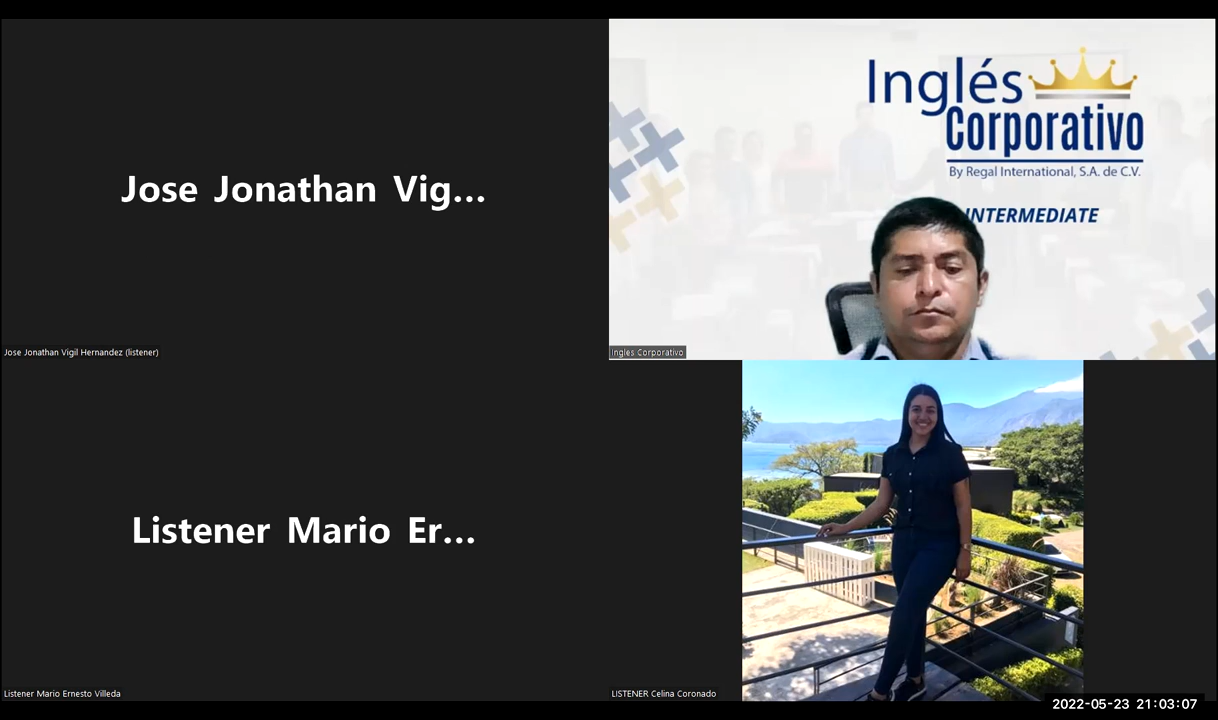 Jose Jonathan Vig...
Jose Jonathan Vigil Hernandez (listener)
Inglés
Corporativo
By Regal International, S.A. de C.V.
INTERMEDIATE
Ingles Corporativo
Listener Mario Er...
Listener Mario Ernesto Villeda
LISTENER Celina Coronado
2022-05-23 21:03:07